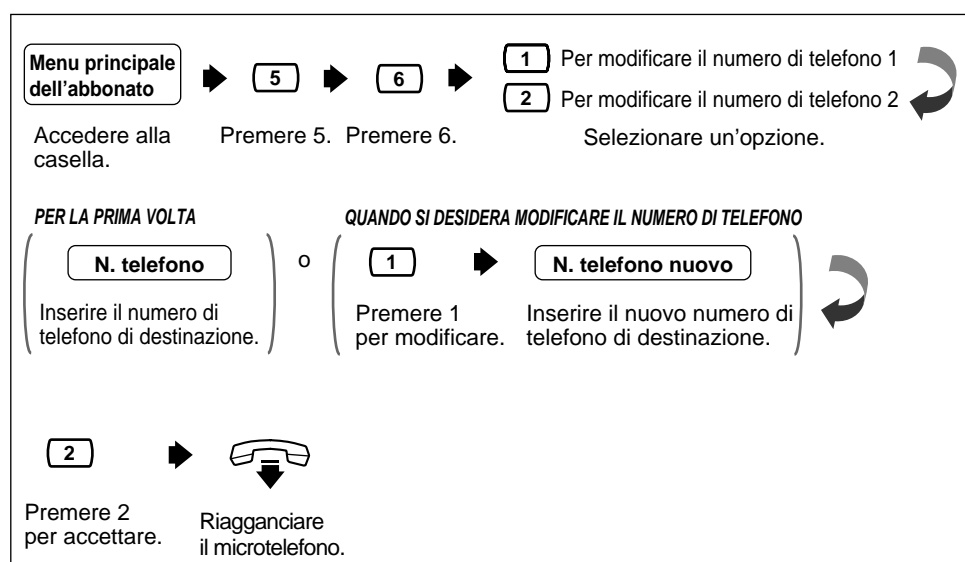 Menu principale
dell'abbonato
5
6
1 Per modificare il numero di telefono 1
2 Per modificare il numero di telefono 2
Accedere alla
casella.
Premere 5.
Premere 6.
Selezionare un'opzione.
PER LA PRIMA VOLTA
QUANDO SI DESIDERA MODIFICARE IL NUMERO DI TELEFONO
N. telefono
o
1
N. telefono nuovo
Inserire il numero di
telefono di destinazione.
Premere 1
per modificare.
Inserire il nuovo numero di
telefono di destinazione.
2
Premere 2
per accettare.
Riagganciare
il microtelefono.